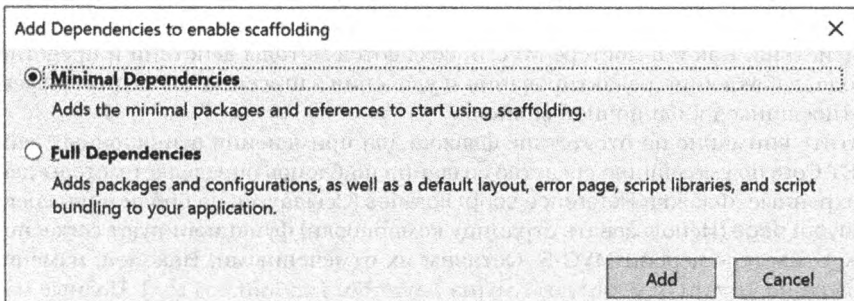 Add Dependencies to enable scaffolding
Minimal Dependencies
Adds the minimal packages and references to start using scaffolding.
Full Dependencies
Adds packages and configurations, as well as a default layout, error page, script libraries, and script
bundling to your application.
Add
Cancel